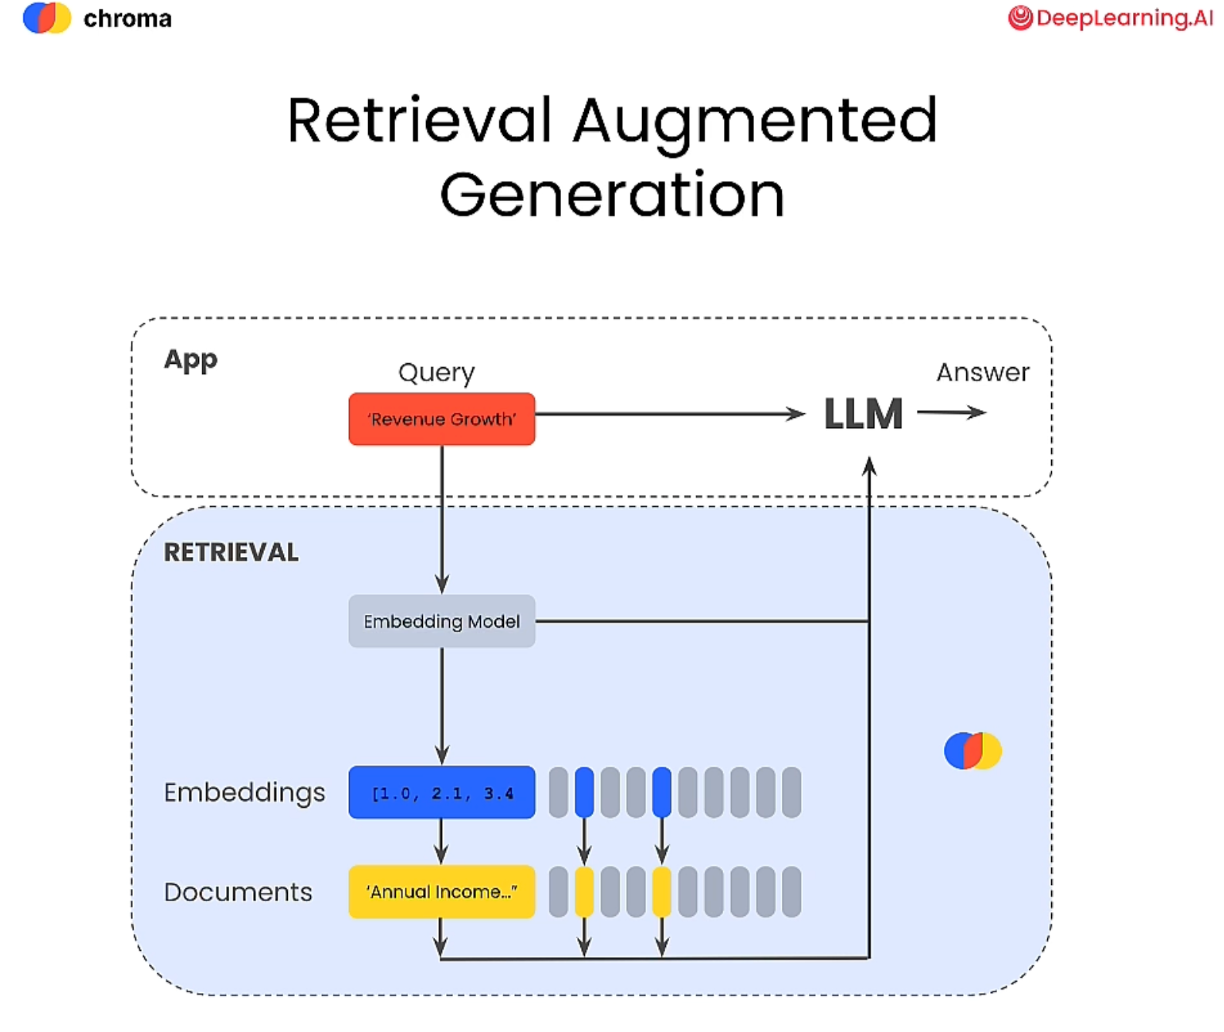 chroma
DeepLearning.AI
Retrieval Augmented
Generation
App
Query
Answer
‘Revenue Growth’
LLM
RETRIEVAL
Embedding Model
Embeddings
[1.0, 2.1, 3.4
Documents
‘Annual Income…”